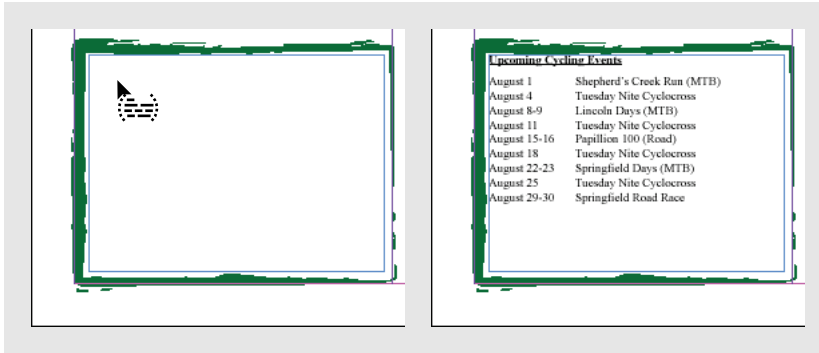 Upcoming Cycling Events
August 1 Shepherd's Creek Run (MTB)
August 4 Tuesday Nite Cyclocross
August 8-9 Lincoln Days (MTB)
August 11 Tuesday Nite Cyclocross
August 15-16 Papillion 100 (Road)
August 18 Tuesday Nite Cyclocross
August 22-23 Springfield Days (MTB)
August 25 Tuesday Nite Cyclocross
August 29-30 Springfield Road Race